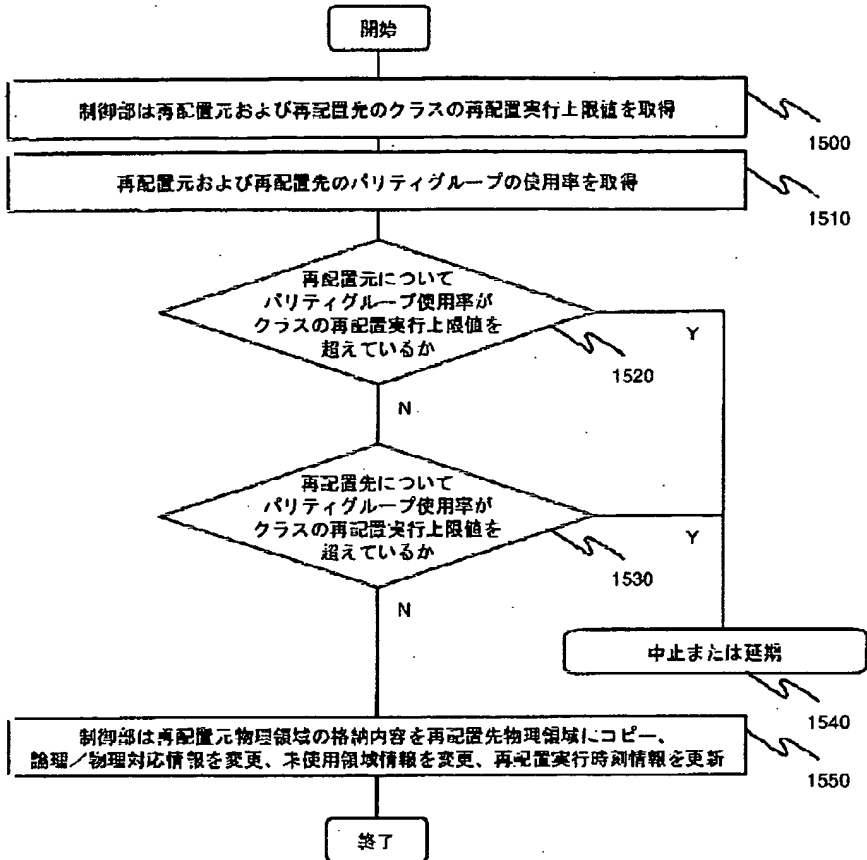 開始
制御部は再配置元および再配置先のクラスの再配置実行上限値を取得
1500
再配置元および再配置先のパリティグループの使用率を取得
1510
再配置元について
パリティグループ使用率が
クラスの再配置実行上限値を
超えているか
Y
1520
N
再配置先について
パリティグループ使用率が
クラスの再配置実行上限値を
超えているか
Y
1530
N
中止または延期
1540
制御部は再配置元物理領域の格納内容を再配置先物理領域にコピー、
論理／物理対応情報を変更、未使用領域情報を変更、再配置実行時刻情報を更新
1550
終了